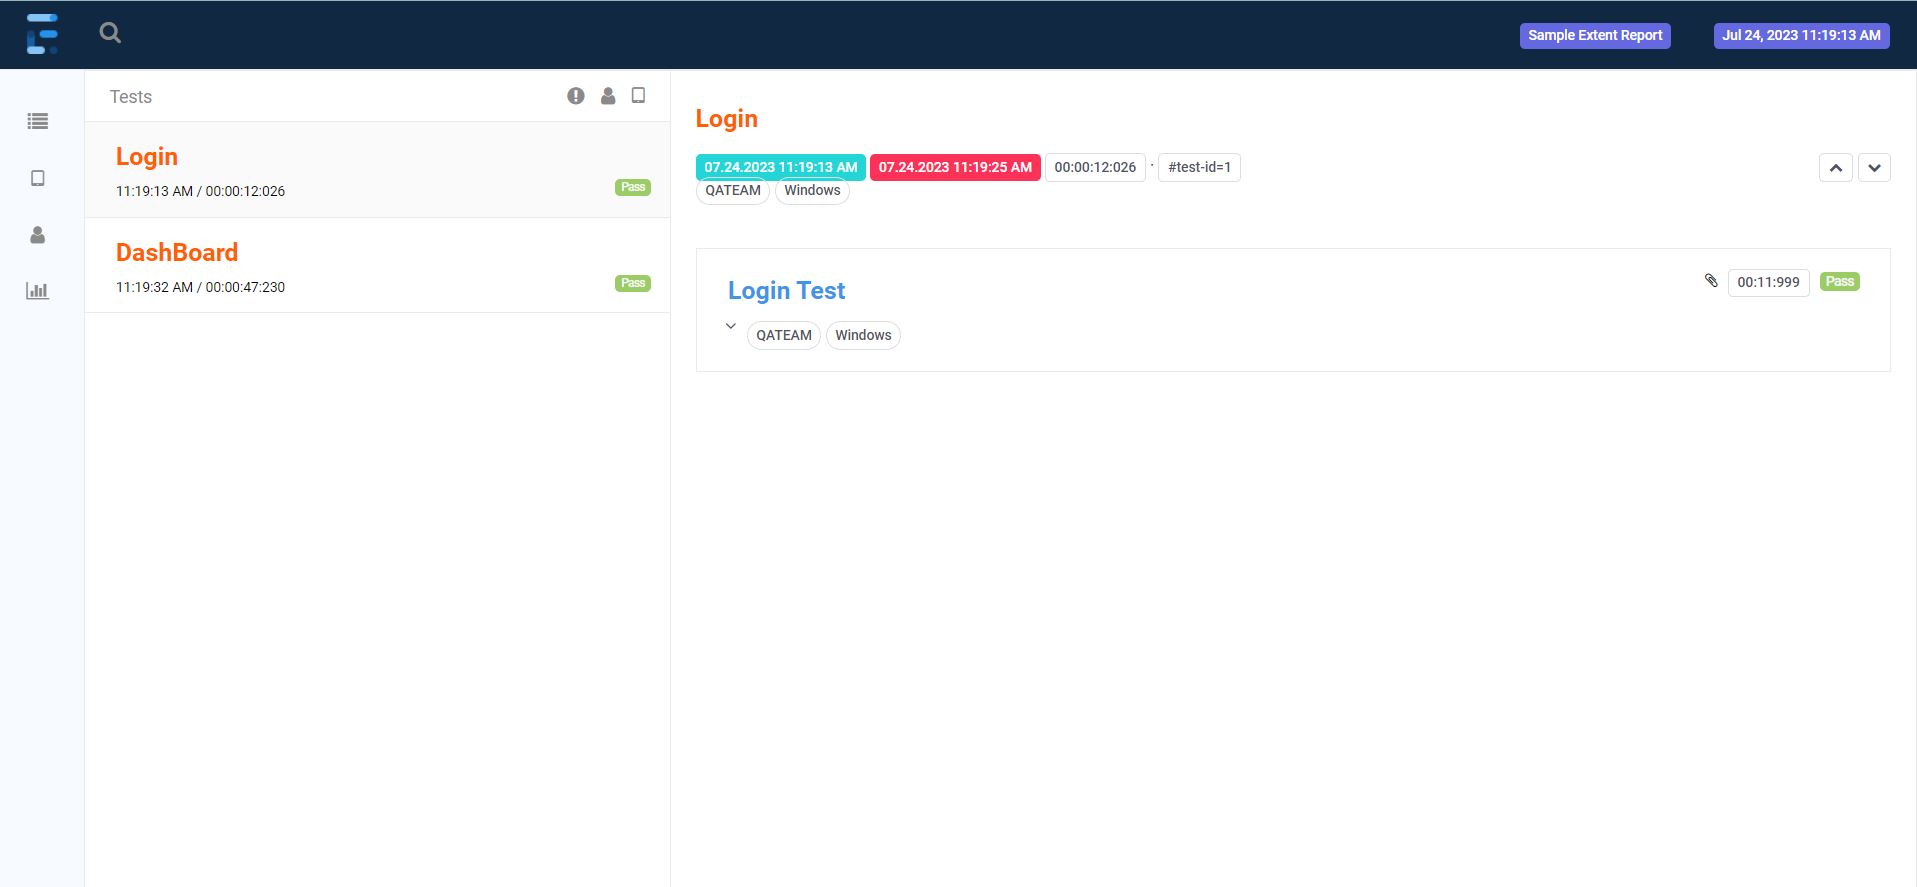 Sample Extent Report Jul 24, 2023 11:19:13 AM
Tests
Login
11:19:13 AM / 00:00:12:026 Pass
DashBoard
11:19:32 AM / 00:00:47:230 Pass
Login
07.24.2023 11:19:13 AM 07.24.2023 11:19:25 AM 00:00:12:026 · #test-id=1
QATEAM Windows
Login Test 00:11:999 Pass
QATEAM Windows